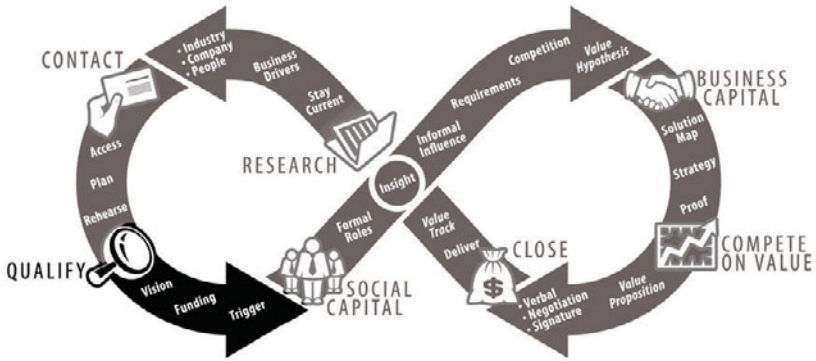 RESEARCH
Stay
Current
Business
Drivers
• Industry
• Company
• People
CONTACT
Access
Plan
Rehearse
QUALIFY
Vision
Funding
Trigger
SOCIAL
CAPITAL
Formal
Roles
Insight
Informal
Influence
Requirements
Competition
Value
Hypothesis
BUSINESS
CAPITAL
Solution
Map
Strategy
Proof
COMPETE
ON VALUE
Value
Proposition
CLOSE
$
• Verbal
• Negotiation
• Signature
Deliver
Value
Track